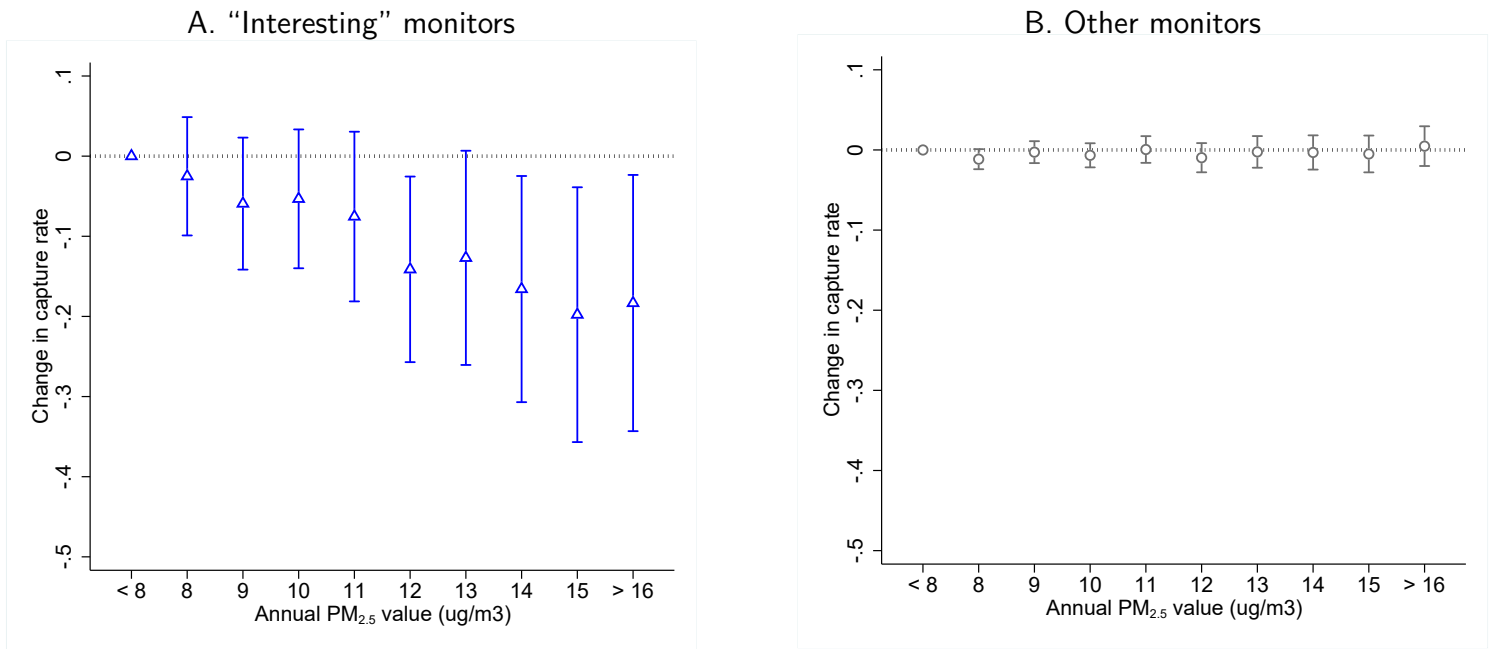 A. “Interesting” monitors
Change in capture rate
.1
0
-.1
-.2
-.3
-.4
-.5
< 8 8 9 10 11 12 13 14 15 > 16
Annual PM2.5 value (ug/m3)
B. Other monitors
Change in capture rate
.1
0
-.1
-.2
-.3
-.4
-.5
< 8 8 9 10 11 12 13 14 15 > 16
Annual PM2.5 value (ug/m3)